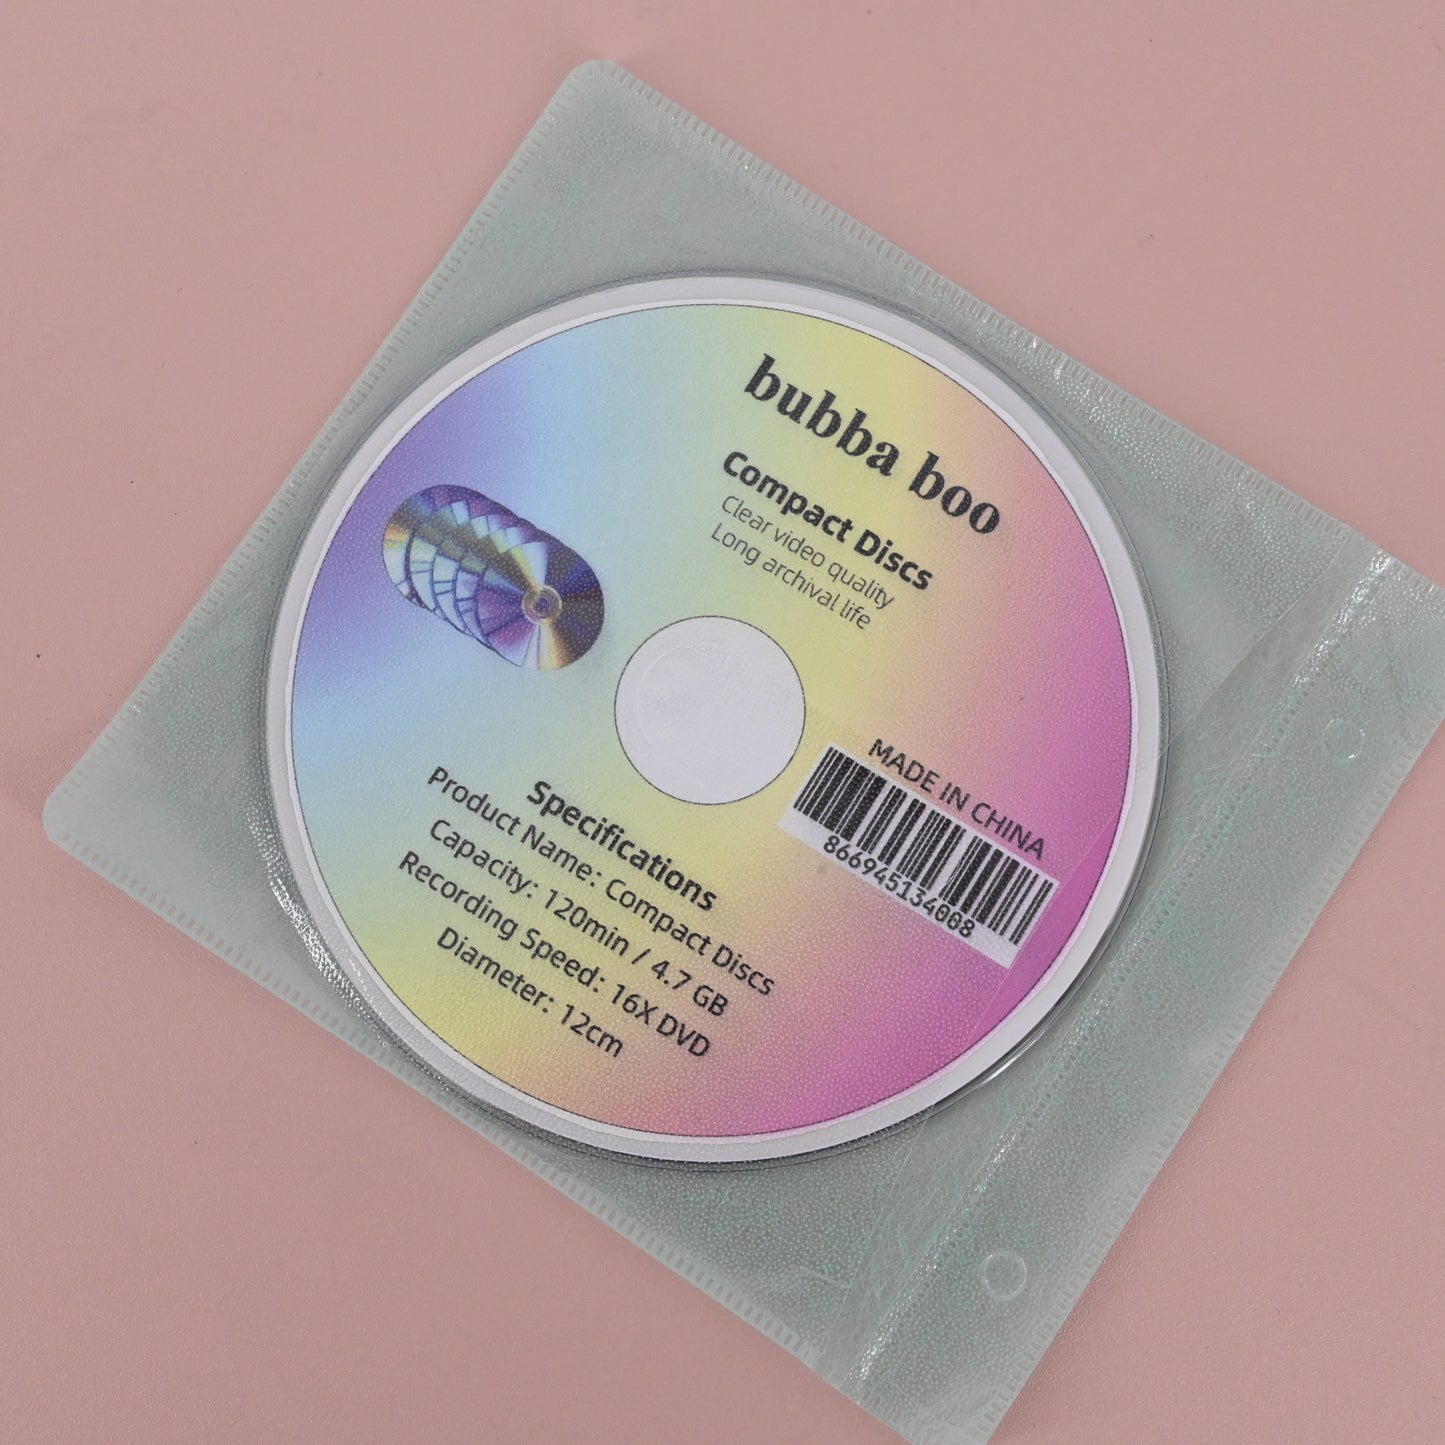 bubba boo
Compact Discs
Clear video quality
Long archival life
MADE IN CHINA
866945134008
Specifications
Product Name: Compact Discs
Capacity: 120min / 4.7 GB
Recording Speed: 16X DVD
Diameter: 12cm